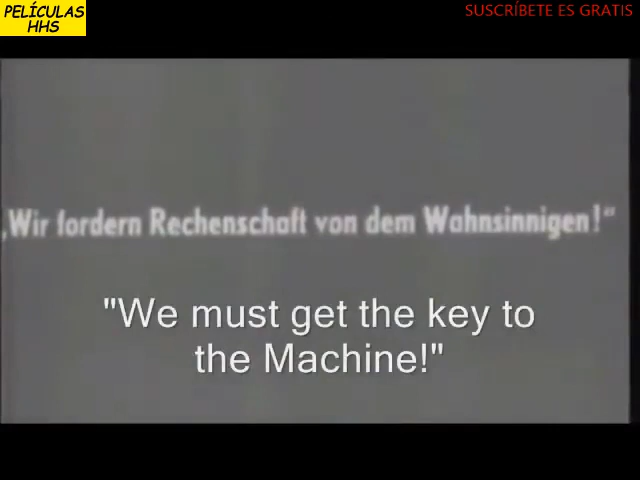 PELÍCULAS
HHS
SUSCRÍBETE ES GRATIS
„Wir fordern Rechenschaft von dem Wahnsinnigen!“
"We must get the key to
the Machine!"